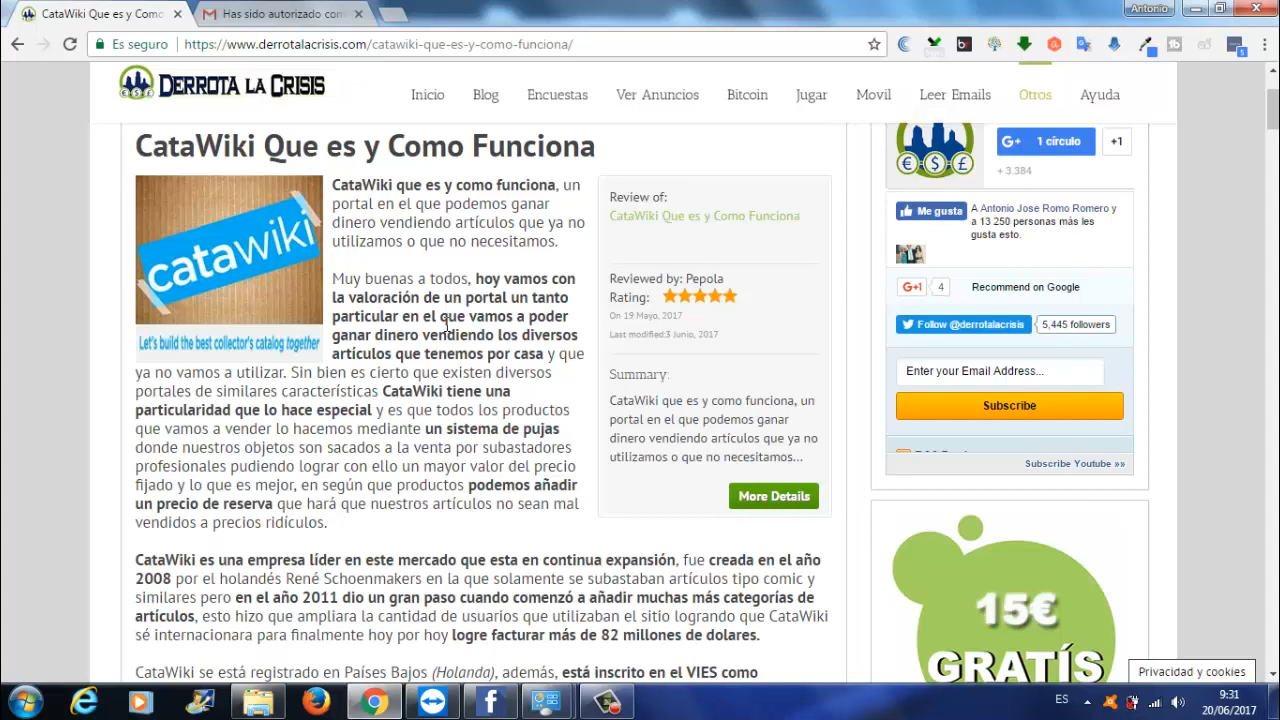 CataWiki Que es y Como
Has sido autorizado con
Antonio
Es seguro
https://www.derrotalacrisis.com/catawiki-que-es-y-como-funciona/
DERROTA LA CRISIS
Inicio
Blog
Encuestas
Ver Anuncios
Bitcoin
Jugar
Movil
Leer Emails
Otros
Ayuda
CataWiki Que es y Como Funciona
catawiki
Let's build the best collector's catalog together
CataWiki que es y como funciona, un
portal en el que podemos ganar
dinero vendiendo artículos que ya no
utilizamos o que no necesitamos.
Muy buenas a todos, hoy vamos con
la valoración de un portal un tanto
particular en el que vamos a poder
ganar dinero vendiendo los diversos
artículos que tenemos por casa y que
ya no vamos a utilizar. Sin bien es cierto que existen diversos
portales de similares características CataWiki tiene una
particularidad que lo hace especial y es que todos los productos
que vamos a vender lo hacemos mediante un sistema de pujas
donde nuestros objetos son sacados a la venta por subastadores
profesionales pudiendo lograr con ello un mayor valor del precio
fijado y lo que es mejor, en según que productos podemos añadir
un precio de reserva que hará que nuestros artículos no sean mal
vendidos a precios ridículos.
Review of:
CataWiki Que es y Como Funciona
Reviewed by: Pepola
Rating:
On 19 Mayo, 2017
Last modified:3 Junio, 2017
Summary:
CataWiki que es y como funciona, un
portal en el que podemos ganar
dinero vendiendo artículos que ya no
utilizamos o que no necesitamos...
More Details
CataWiki es una empresa líder en este mercado que esta en continua expansión, fue creada en el año
2008 por el holandés René Schoenmakers en la que solamente se subastaban artículos tipo comic y
similares pero en el año 2011 dio un gran paso cuando comenzó a añadir muchas más categorías de
artículos, esto hizo que ampliara la cantidad de usuarios que utilizaban el sitio logrando que CataWiki
sé internacionara para finalmente hoy por hoy logre facturar más de 82 millones de dolares.
CataWiki se está registrado en Países Bajos (Holanda), además, está inscrito en el VIES como
€ $ £
G+ 1 círculo
+1
+ 3.384
Me gusta
A Antonio Jose Romo Romero y
a 13 250 personas más les
gusta esto.
G+1
4
Recommend on Google
Follow @derrotalacrisis
5,445 followers
Enter your Email Address...
Subscribe
Subscribe Youtube »»
15€
GRATÍS
Privacidad y cookies
ES
9:31
20/06/2017